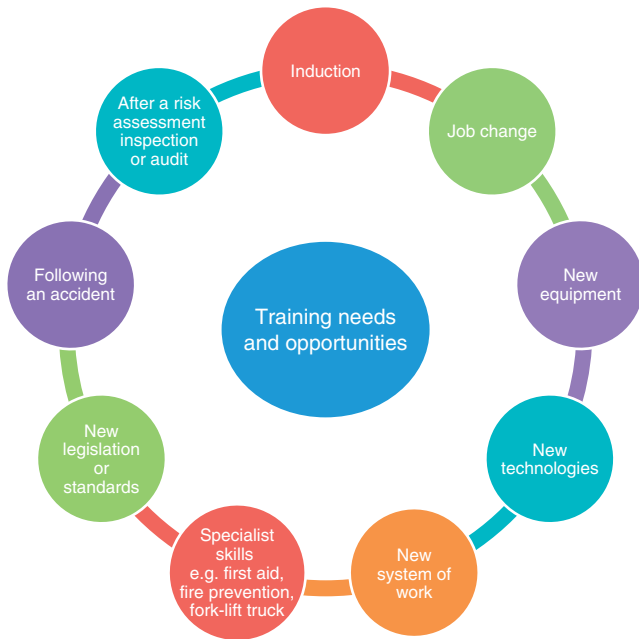 Induction
Job change
New
equipment
New
technologies
New
system of
work
Specialist
skills
e.g. first aid,
fire prevention,
fork-lift truck
New
legislation
or
standards
Following
an accident
After a risk
assessment
inspection
or audit
Training needs
and opportunities